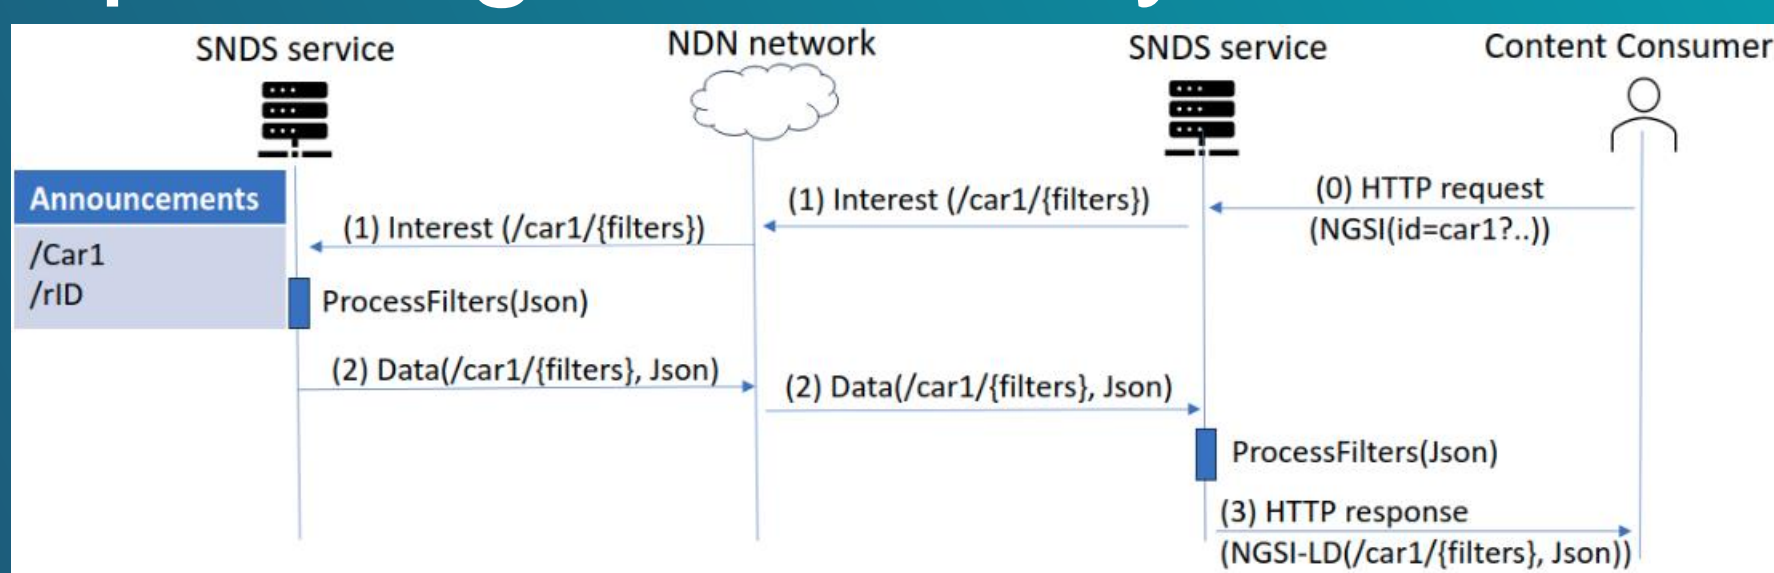 SNDS service
NDN network
SNDS service
Content Consumer
Announcements
/Car1
/rID
(0) HTTP request
(NGSI(id=car1?..))
(1) Interest (/car1/{filters})
(1) Interest (/car1/{filters})
ProcessFilters(Json)
(2) Data(/car1/{filters}, Json)
(2) Data(/car1/{filters}, Json)
ProcessFilters(Json)
(3) HTTP response
(NGSI-LD(/car1/{filters}, Json))